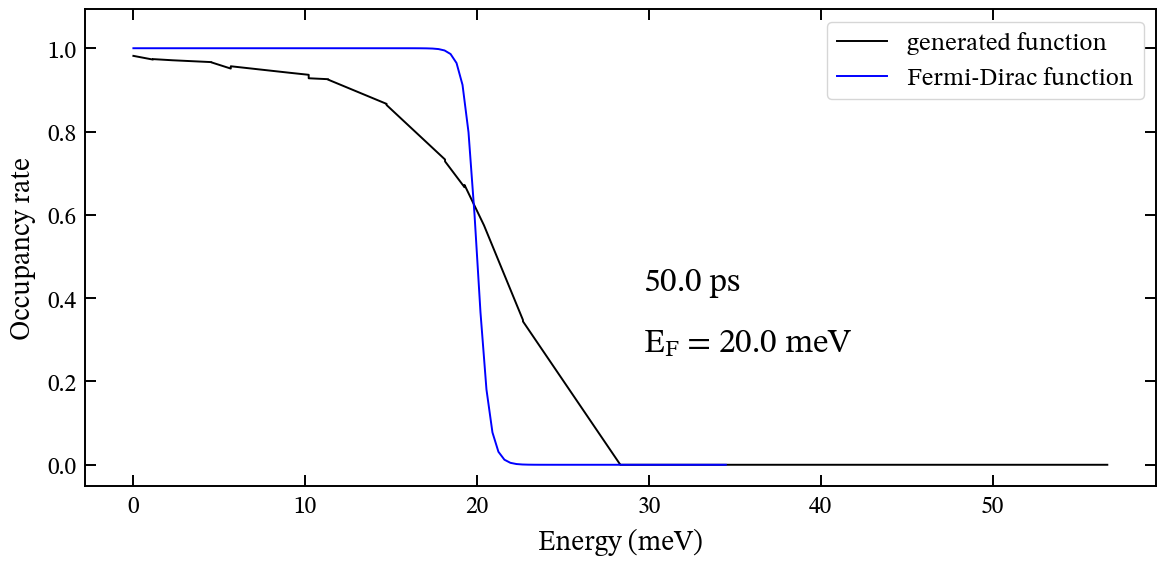 generated function
Fermi-Dirac function
1.0
0.8
0.6
0.4
0.2
0.0
Occupancy rate
50.0 ps
E_F = 20.0 meV
0 10 20 30 40 50
Energy (meV)